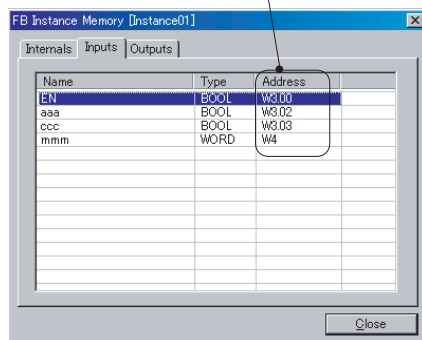 FB Instance Memory [Instance01]
Internals Inputs Outputs
Name Type Address
EN BOOL W3.00
aaa BOOL W3.02
ccc BOOL W3.03
mmm WORD W4
Close